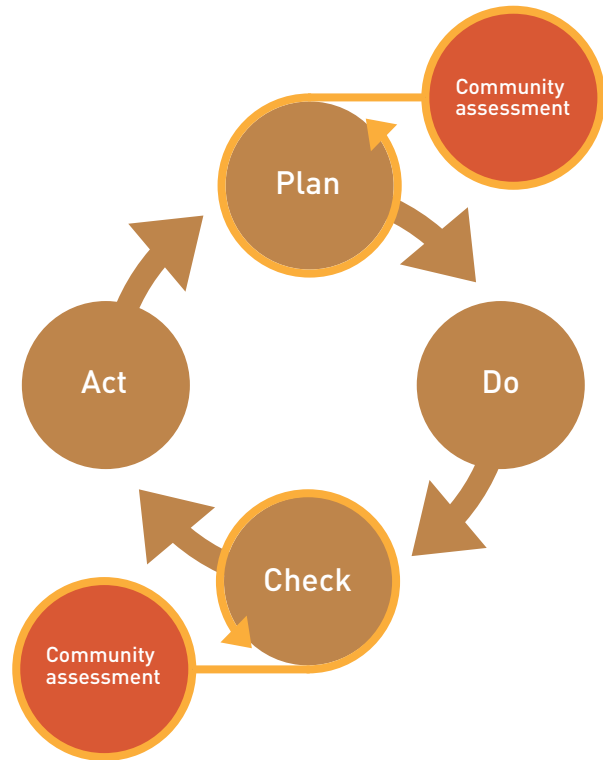 Community
assessment
Plan
Act
Do
Check
Community
assessment